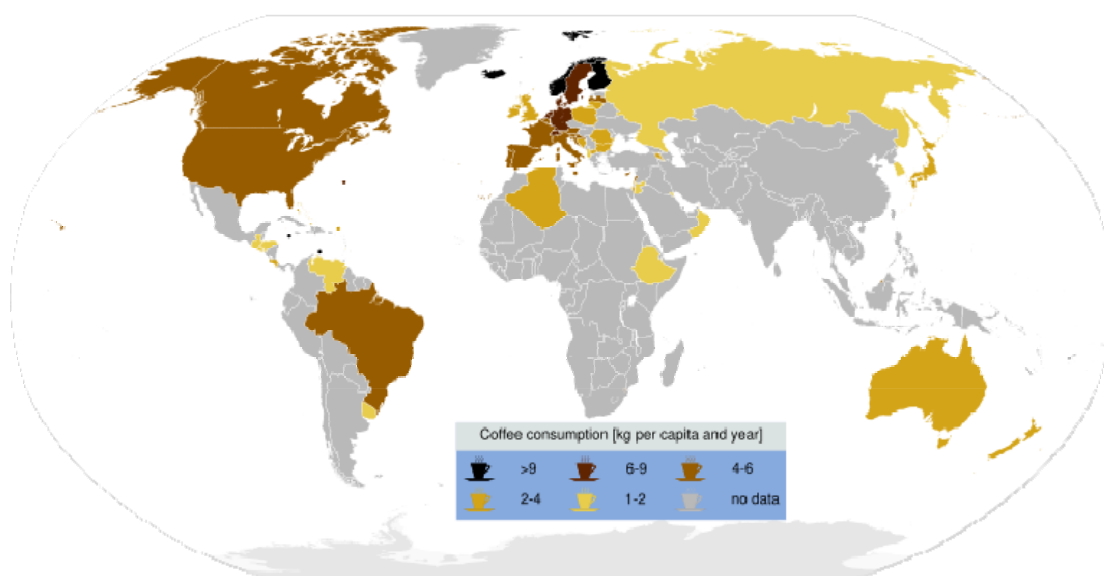 Coffee consumption [kg per capita and year]
>9 6-9 4-6
2-4 1-2 no data